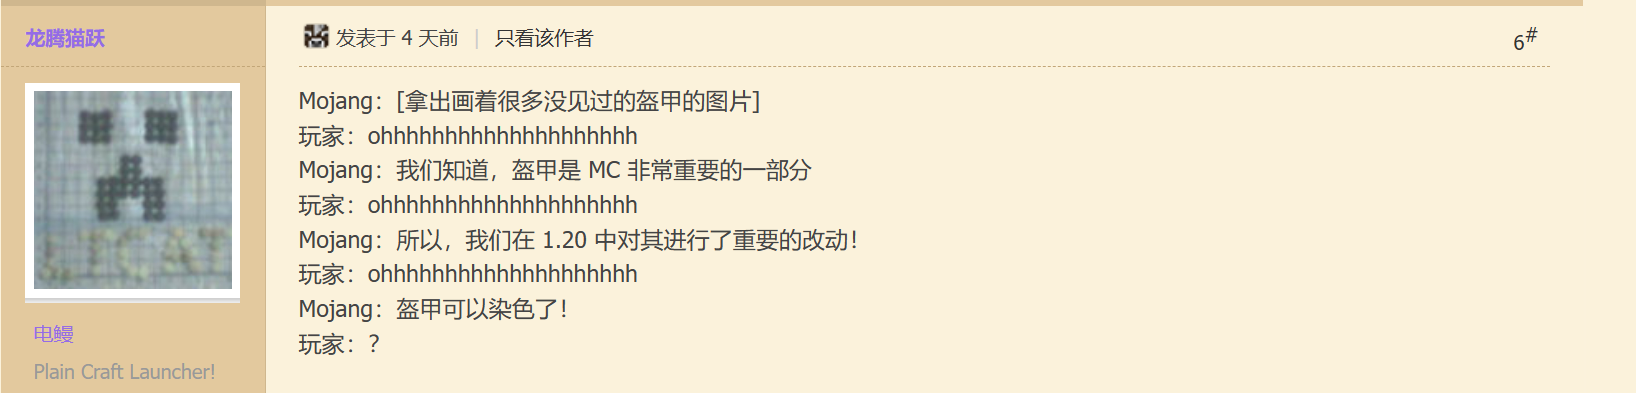 龙腾猫跃
发表于 4 天前 | 只看该作者
6#
Mojang：[拿出画着很多没见过的盔甲的图片]
玩家：ohhhhhhhhhhhhhhhhhhhh
Mojang：我们知道，盔甲是 MC 非常重要的一部分
玩家：ohhhhhhhhhhhhhhhhhhhh
Mojang：所以，我们在 1.20 中对其进行了重要的改动！
玩家：ohhhhhhhhhhhhhhhhhhhh
Mojang：盔甲可以染色了！
玩家：？
LTCAT
电鳗
Plain Craft Launcher!